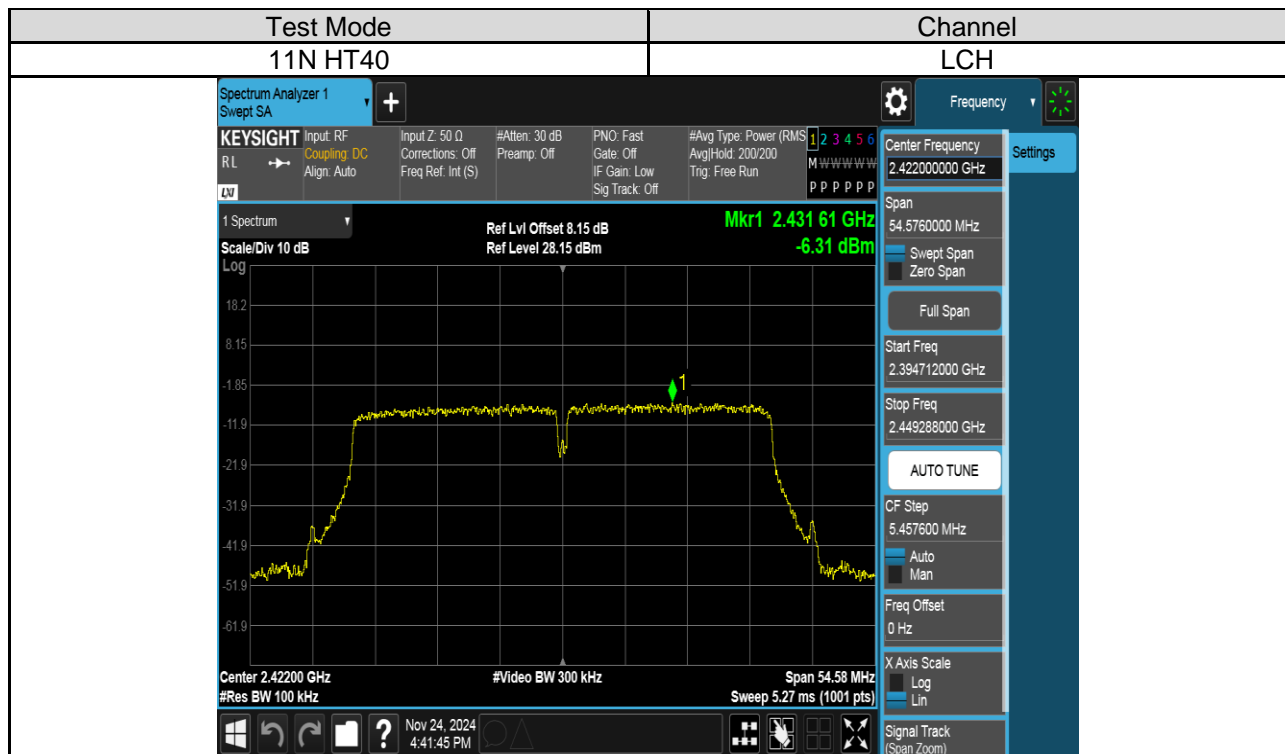 Test Mode Channel
11N HT40 LCH
Spectrum Analyzer 1
Swept SA
+
Frequency
KEYSIGHT
R L
LXI
Input: RF
Coupling: DC
Align: Auto
Input Z: 50 Ω
Corrections: Off
Freq Ref: Int (S)
#Atten: 30 dB
Preamp: Off
PNO: Fast
Gate: Off
IF Gain: Low
Sig Track: Off
#Avg Type: Power (RMS
Avg|Hold: 200/200
Trig: Free Run
1 2 3 4 5 6
M W W W W W
P P P P P P
1 Spectrum
Scale/Div 10 dB
Log
Ref Lvl Offset 8.15 dB
Ref Level 28.15 dBm
Mkr1 2.431 61 GHz
-6.31 dBm
18.2
8.15
-1.85
1
-11.9
-21.9
-31.9
-41.9
-51.9
-61.9
Center 2.42200 GHz
#Res BW 100 kHz
#Video BW 300 kHz
Span 54.58 MHz
Sweep 5.27 ms (1001 pts)
Center Frequency
2.422000000 GHz
Settings
Span
54.5760000 MHz
Swept Span
Zero Span
Full Span
Start Freq
2.394712000 GHz
Stop Freq
2.449288000 GHz
AUTO TUNE
CF Step
5.457600 MHz
Auto
Man
Freq Offset
0 Hz
X Axis Scale
Log
Lin
Signal Track
(Span Zoom)
?
Nov 24, 2024
4:41:45 PM